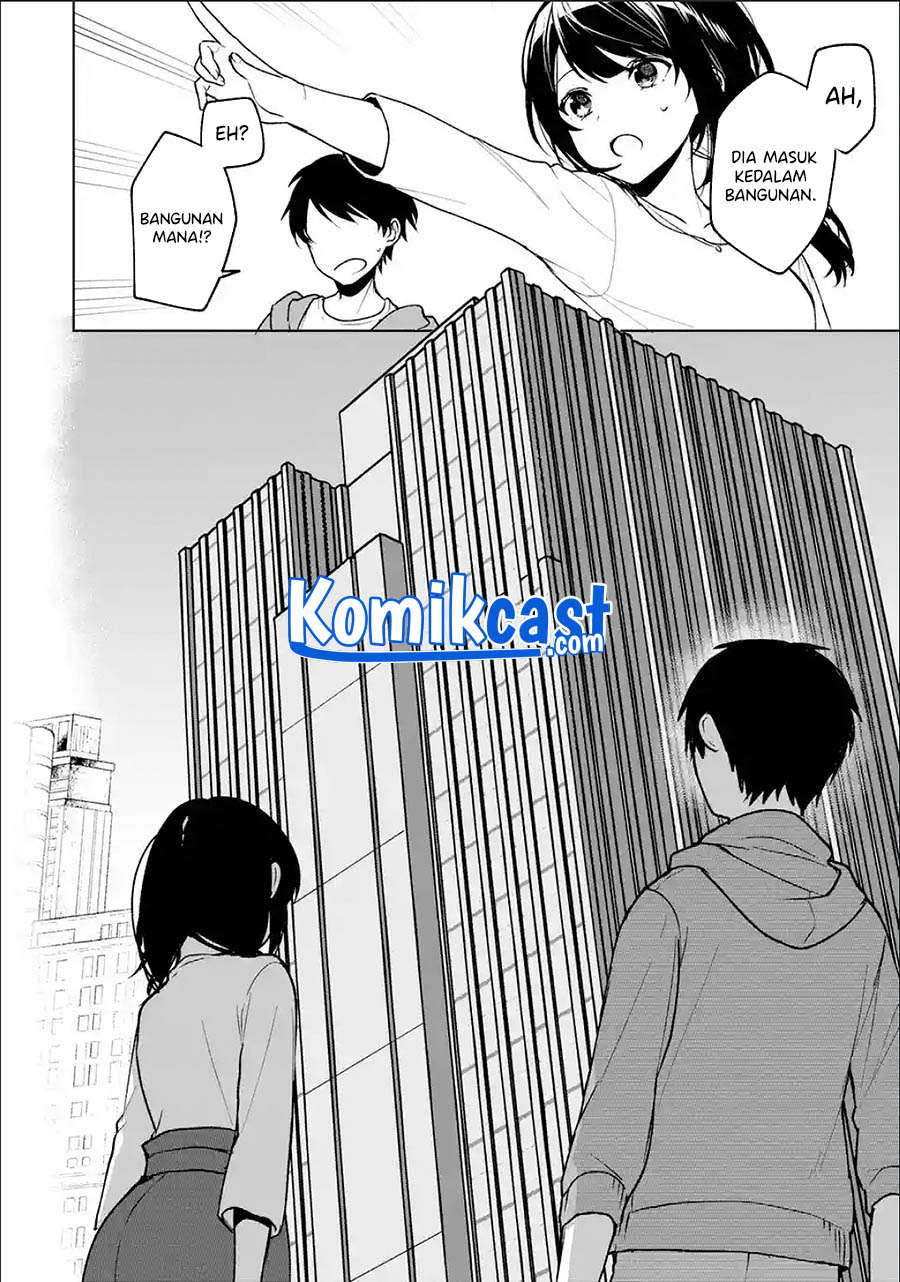 AH,
DIA MASUK
KEDALAM
BANGUNAN.
EH?
BANGUNAN
MANA!?
Komikcast
.com